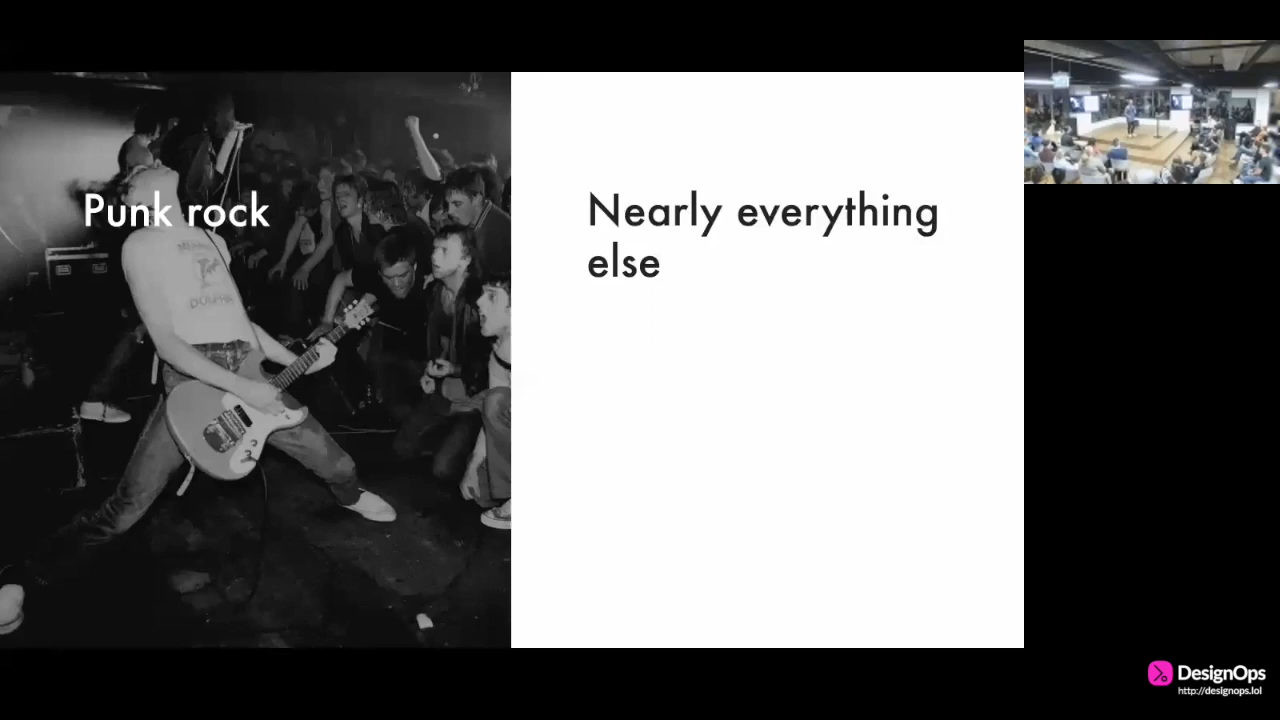 Punk rock
Nearly everything
else
DesignOps
http://designops.lol